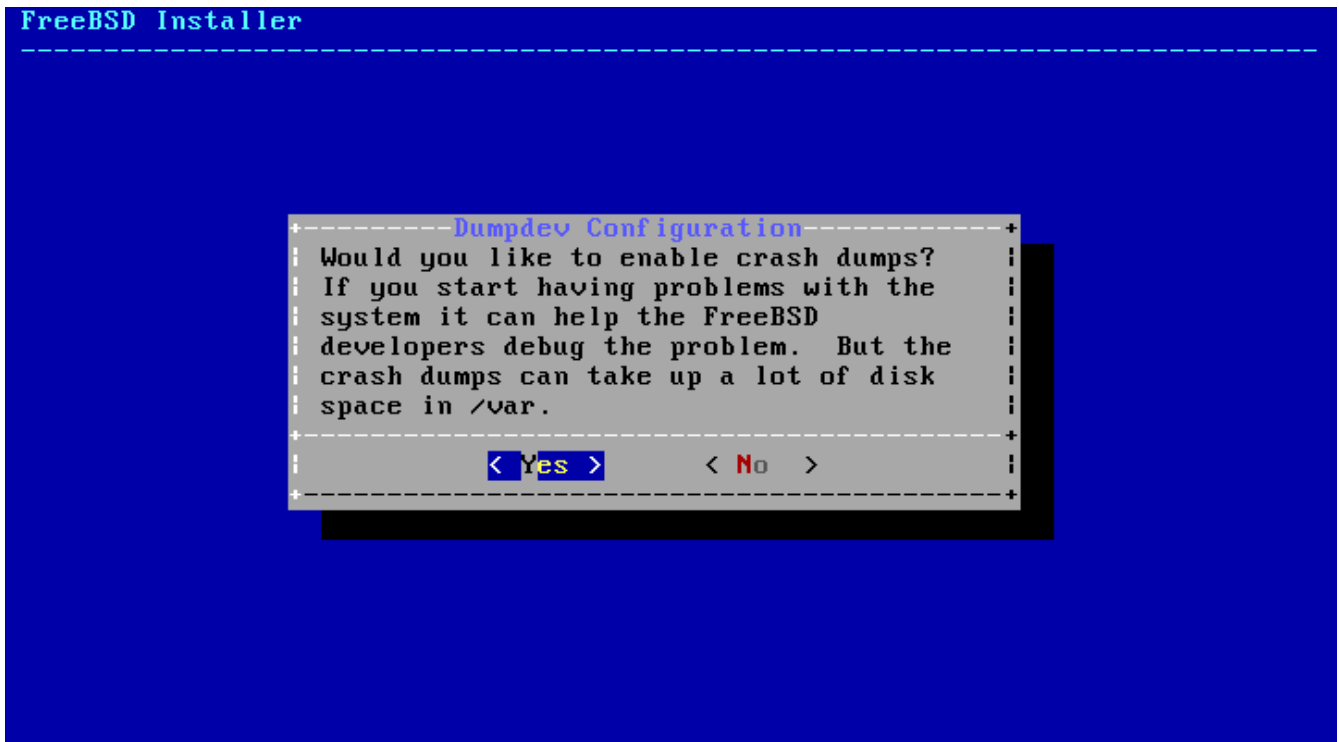 FreeBSD Installer
Dumpdev Configuration
Would you like to enable crash dumps?
If you start having problems with the
system it can help the FreeBSD
developers debug the problem.  But the
crash dumps can take up a lot of disk
space in /var.
< Yes > < No >